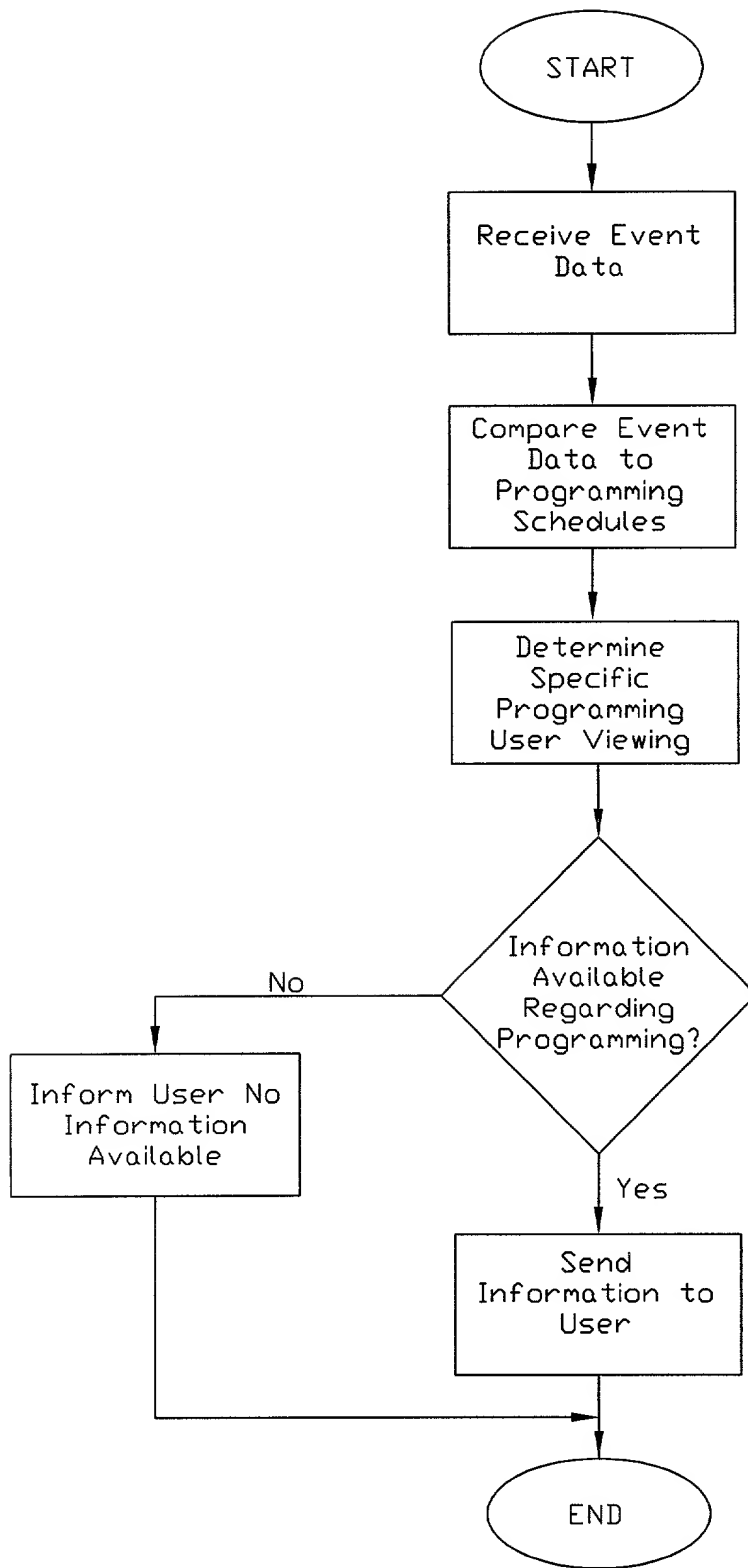 START
Receive Event
Data
Compare Event
Data to
Programming
Schedules
Determine
Specific
Programming
User Viewing
Information
Available
Regarding
Programming?
No
Inform User No
Information
Available
Yes
Send
Information to
User
END